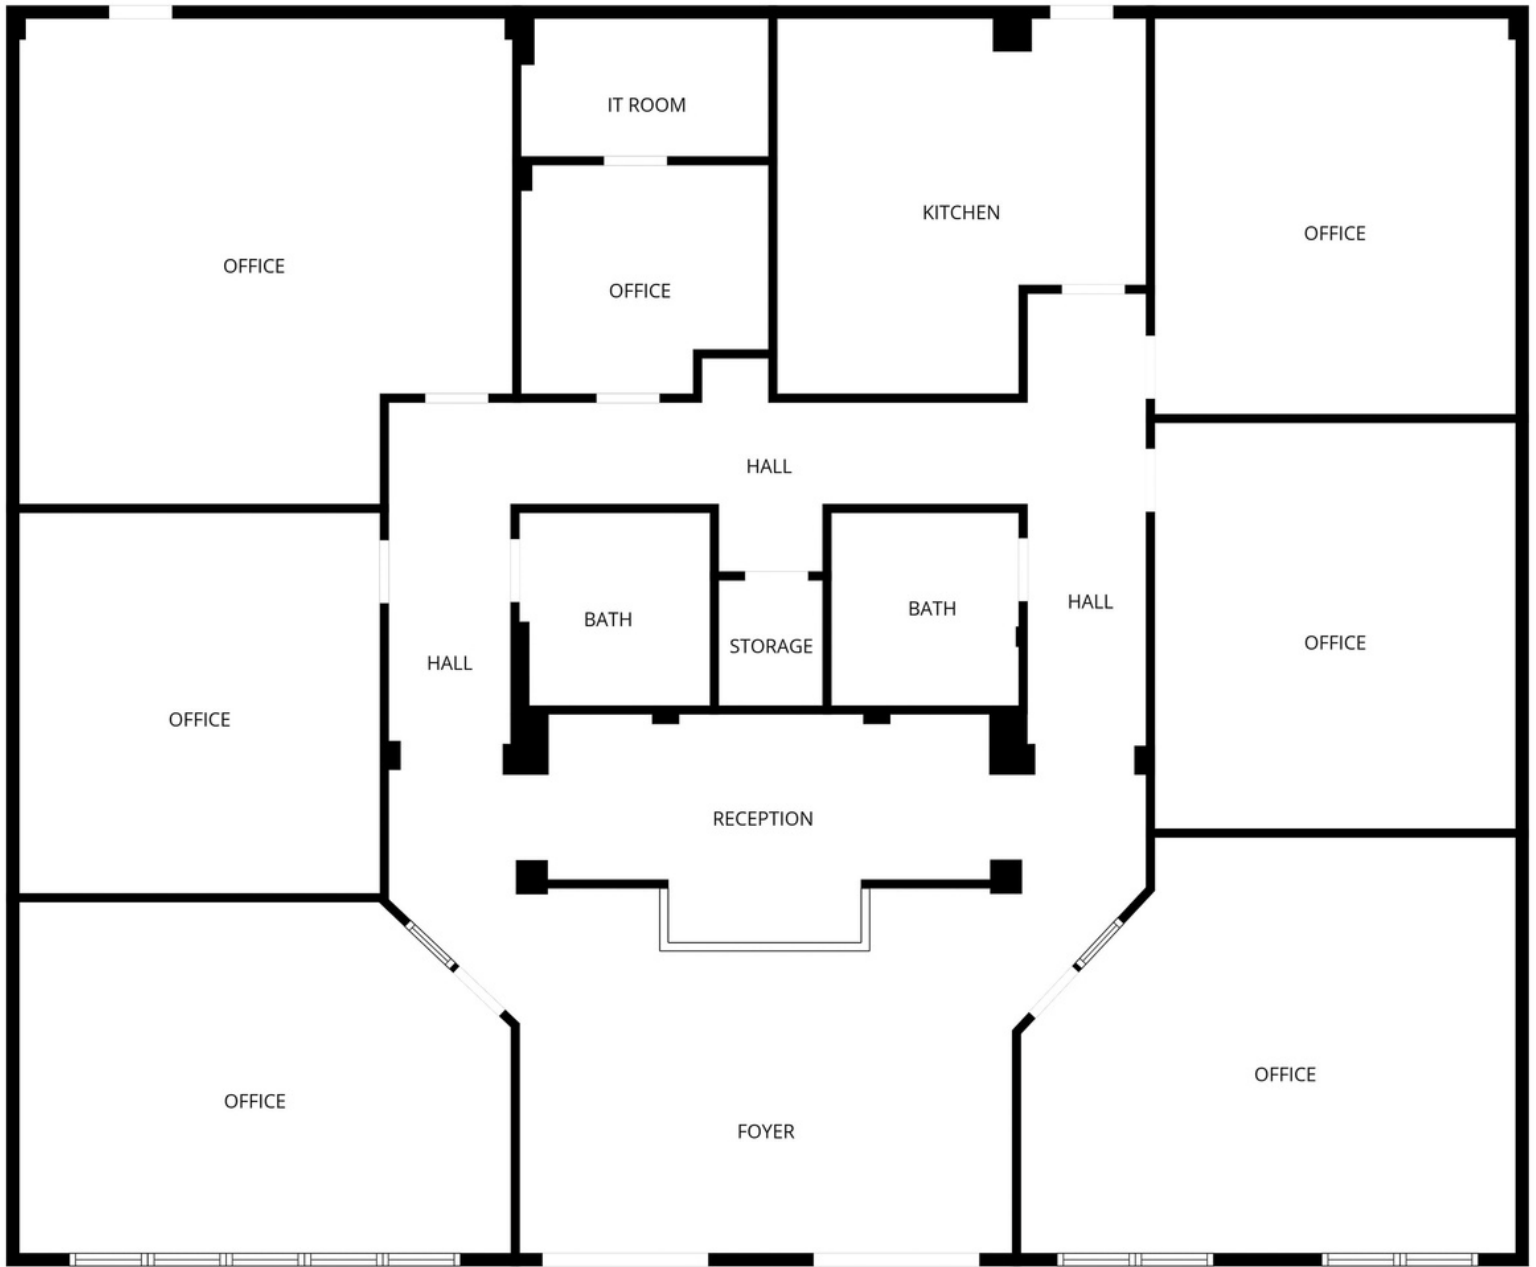 IT ROOM
KITCHEN
OFFICE
OFFICE
OFFICE
HALL
HALL
BATH
BATH
STORAGE
OFFICE
HALL
OFFICE
RECEPTION
OFFICE
OFFICE
FOYER